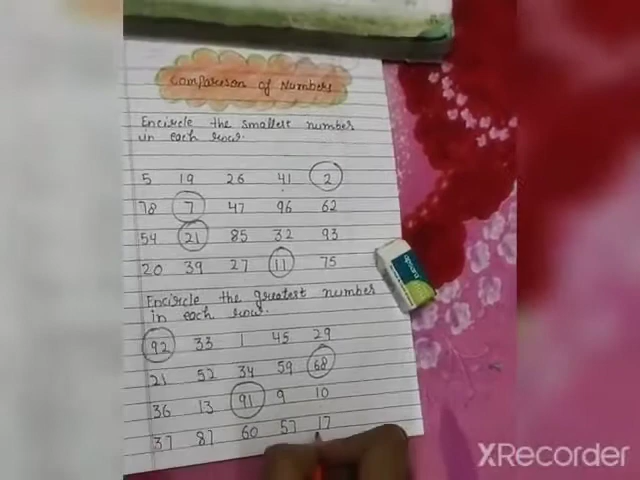 Comparison of Numbers
Encircle the smallest number
in each row.
5 19 26 41 2
78 7 47 96 62
54 21 85 32 93
20 39 27 11 75
Encircle the greatest number
in each row.
92 33 1 45 29
21 52 34 59 68
36 13 91 9 10
37 87 60 57 17
apsara
XRecorder